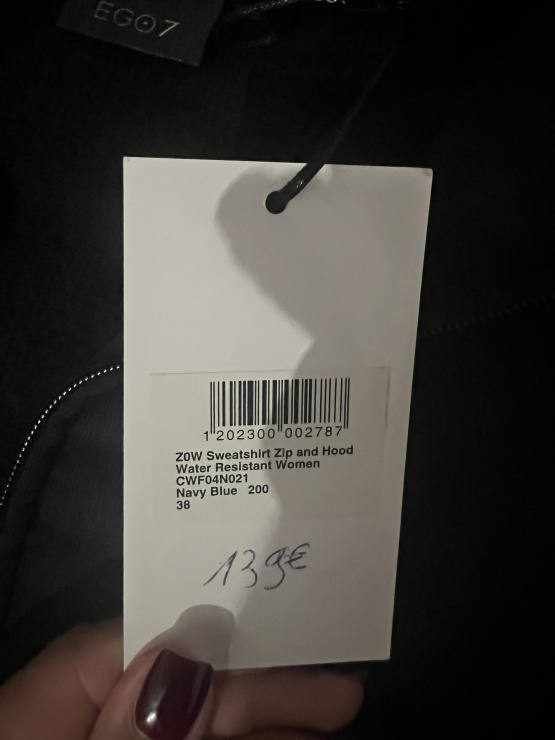 EGO7
1 202300 002787
Z0W Sweatshirt Zip and Hood
Water Resistant Women
CWF04N021
Navy Blue 200
38
139€